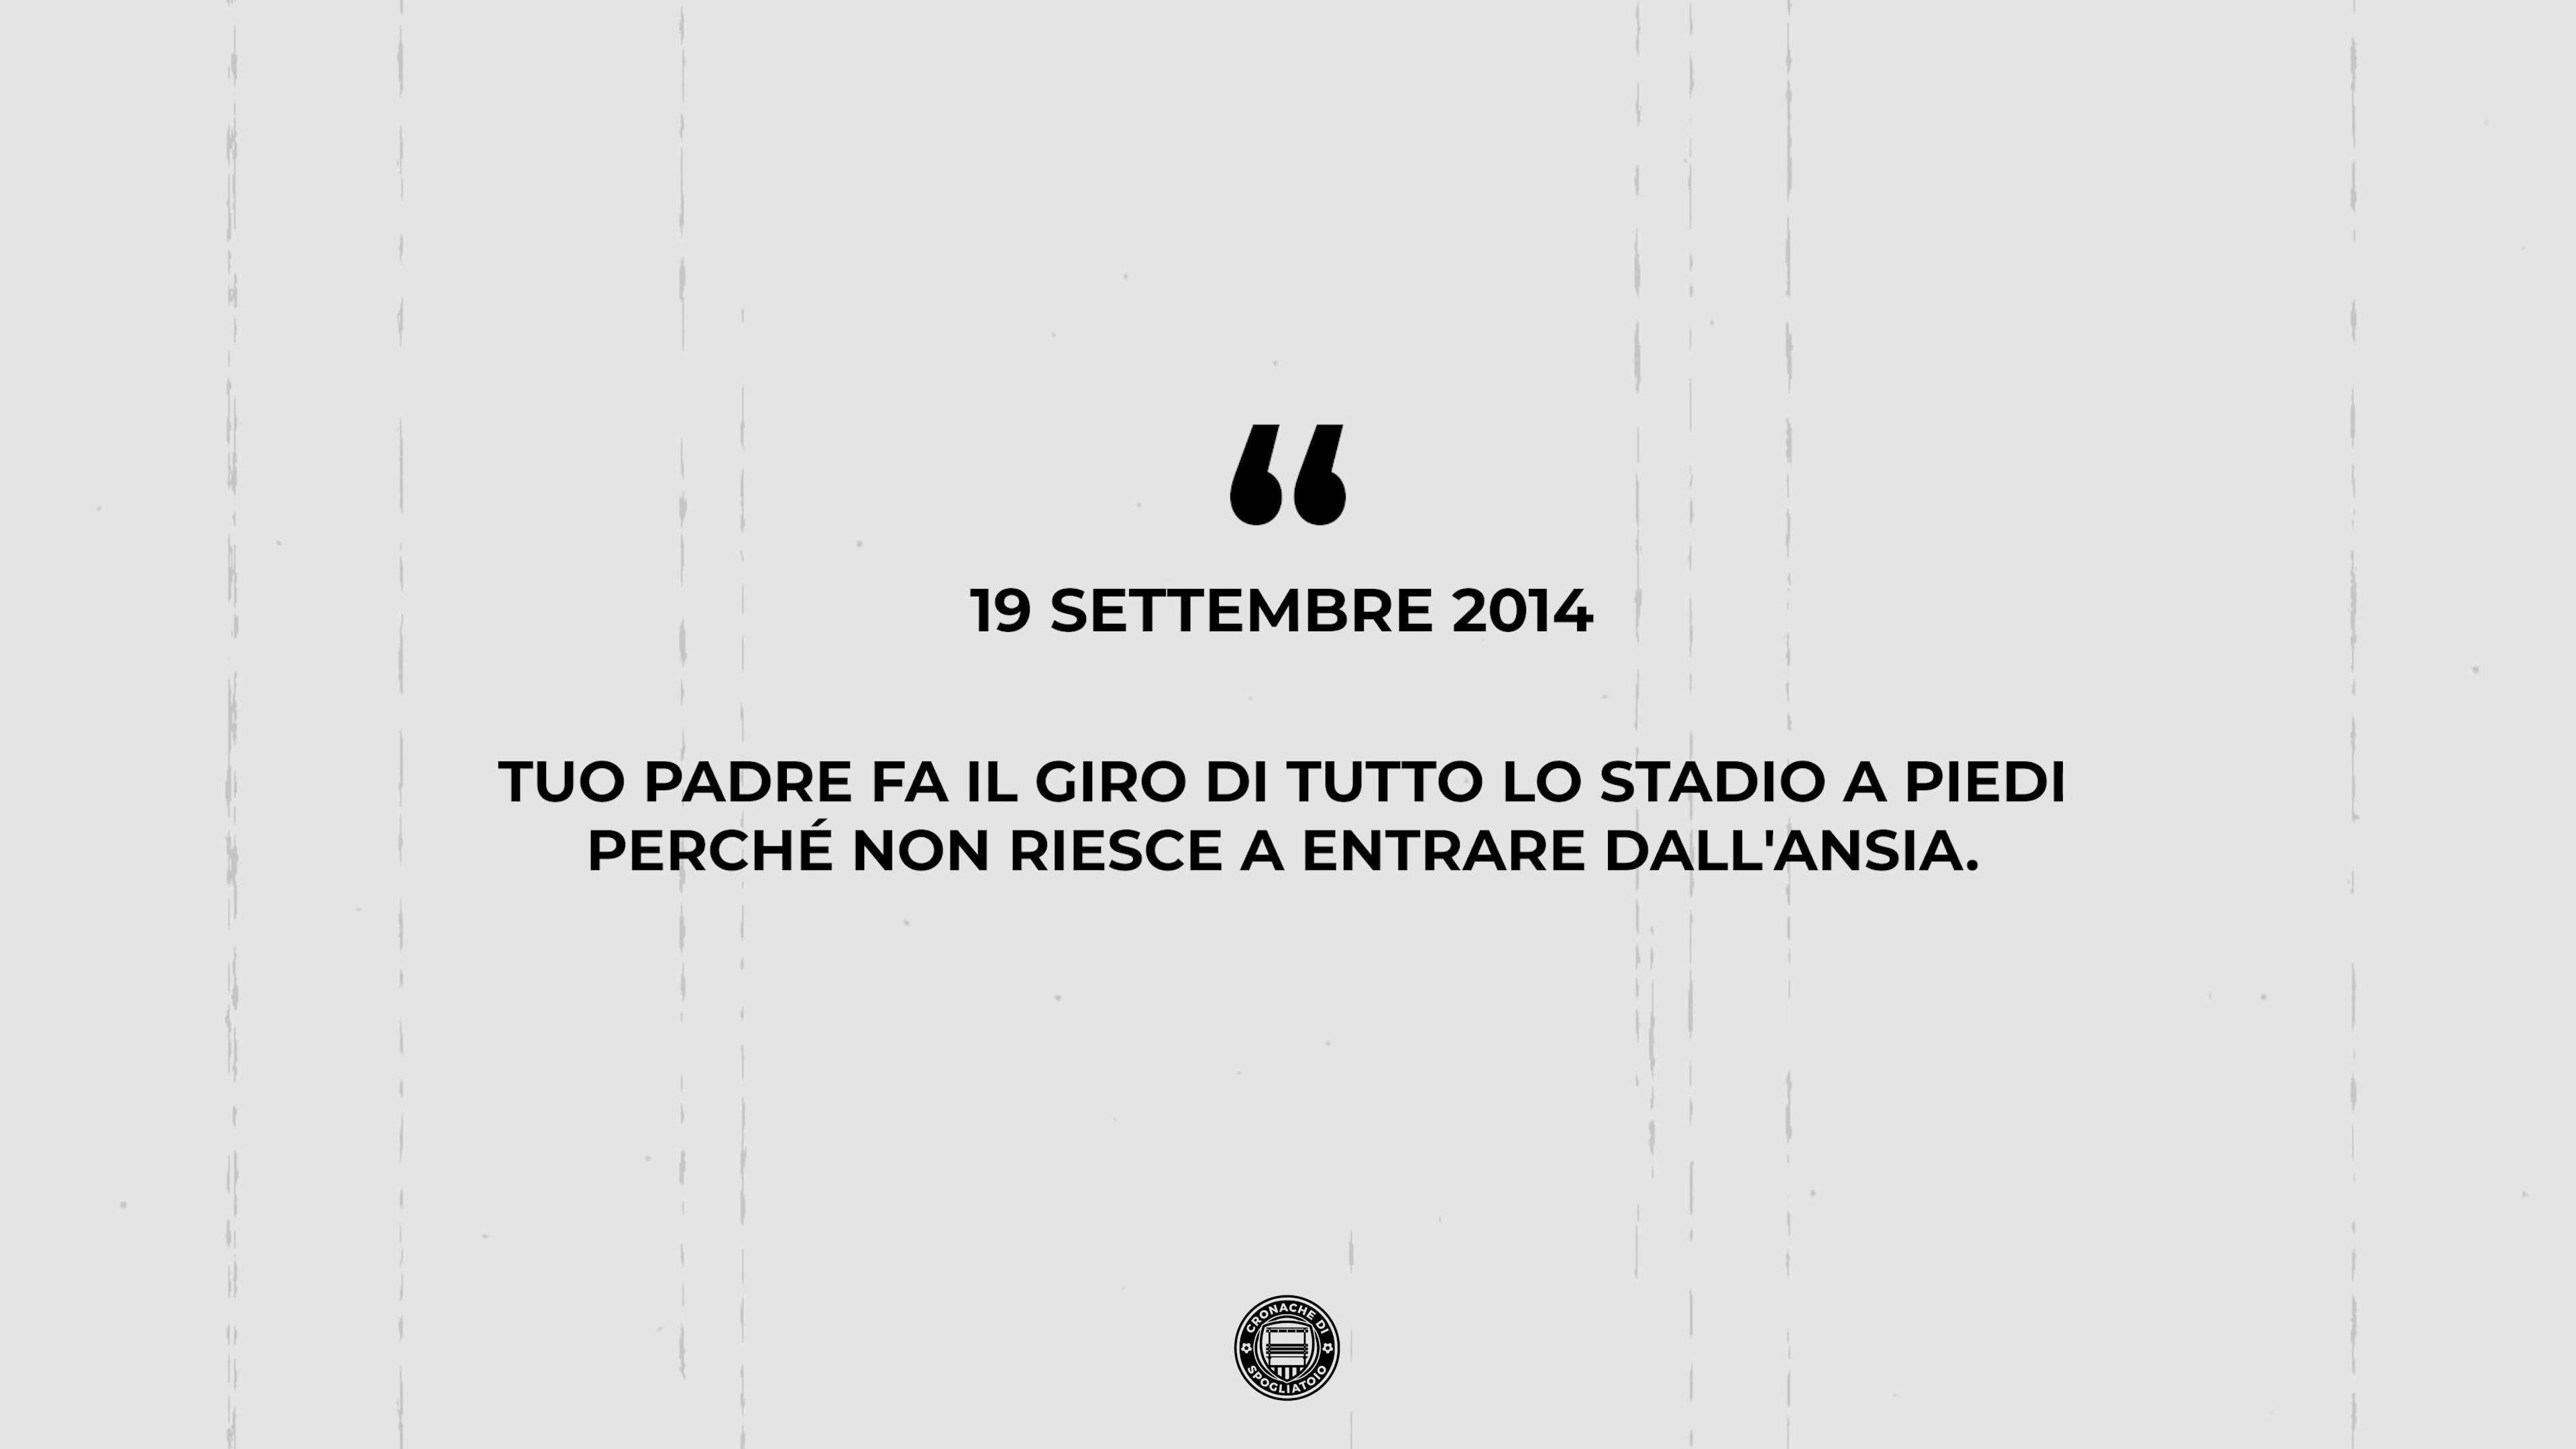 “
19 SETTEMBRE 2014
TUO PADRE FA IL GIRO DI TUTTO LO STADIO A PIEDI
PERCHÉ NON RIESCE A ENTRARE DALL'ANSIA.
CRONACHE DI
SPOGLIATOIO